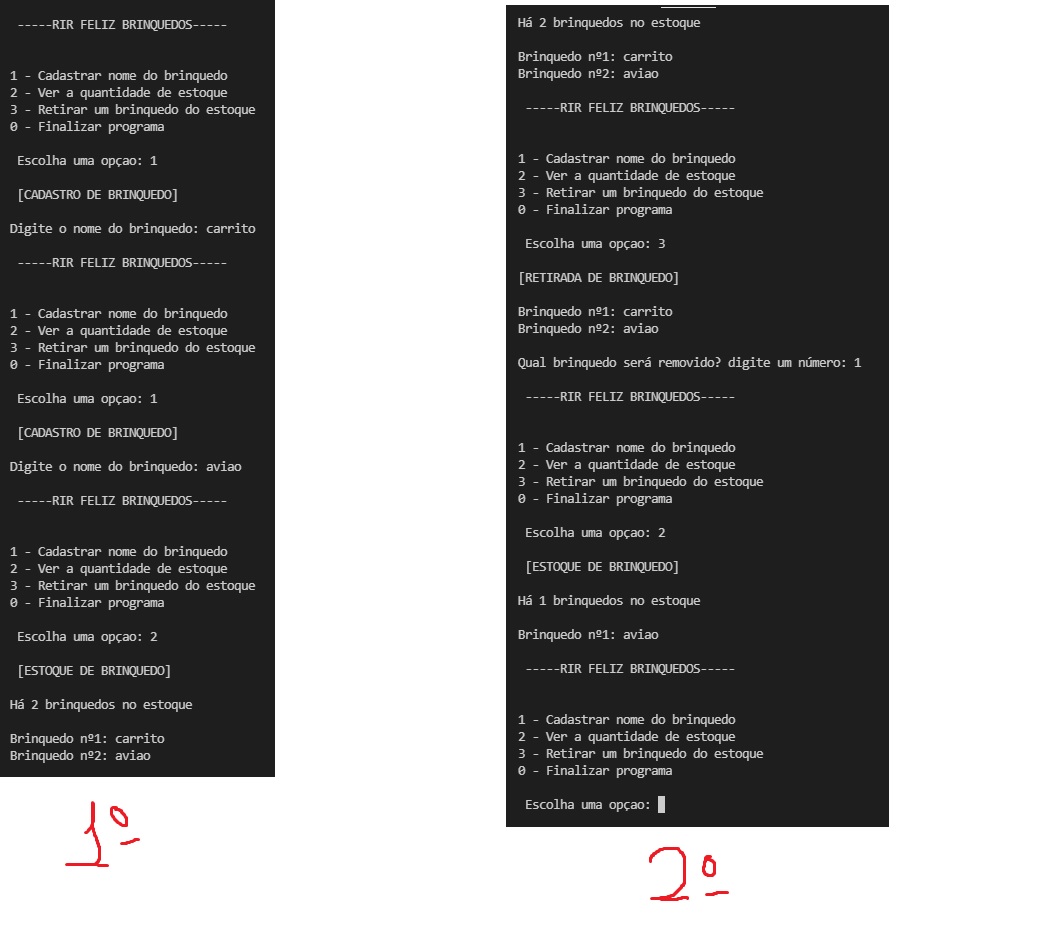 -----RIR FELIZ BRINQUEDOS-----
1 - Cadastrar nome do brinquedo
2 - Ver a quantidade de estoque
3 - Retirar um brinquedo do estoque
0 - Finalizar programa
Escolha uma opçao: 1
[CADASTRO DE BRINQUEDO]
Digite o nome do brinquedo: carrito
-----RIR FELIZ BRINQUEDOS-----
1 - Cadastrar nome do brinquedo
2 - Ver a quantidade de estoque
3 - Retirar um brinquedo do estoque
0 - Finalizar programa
Escolha uma opçao: 1
[CADASTRO DE BRINQUEDO]
Digite o nome do brinquedo: aviao
-----RIR FELIZ BRINQUEDOS-----
1 - Cadastrar nome do brinquedo
2 - Ver a quantidade de estoque
3 - Retirar um brinquedo do estoque
0 - Finalizar programa
Escolha uma opçao: 2
[ESTOQUE DE BRINQUEDO]
Há 2 brinquedos no estoque
Brinquedo nº1: carrito
Brinquedo nº2: aviao
1º
Há 2 brinquedos no estoque
Brinquedo nº1: carrito
Brinquedo nº2: aviao
-----RIR FELIZ BRINQUEDOS-----
1 - Cadastrar nome do brinquedo
2 - Ver a quantidade de estoque
3 - Retirar um brinquedo do estoque
0 - Finalizar programa
Escolha uma opçao: 3
[RETIRADA DE BRINQUEDO]
Brinquedo nº1: carrito
Brinquedo nº2: aviao
Qual brinquedo será removido? digite um número: 1
-----RIR FELIZ BRINQUEDOS-----
1 - Cadastrar nome do brinquedo
2 - Ver a quantidade de estoque
3 - Retirar um brinquedo do estoque
0 - Finalizar programa
Escolha uma opçao: 2
[ESTOQUE DE BRINQUEDO]
Há 1 brinquedos no estoque
Brinquedo nº1: aviao
-----RIR FELIZ BRINQUEDOS-----
1 - Cadastrar nome do brinquedo
2 - Ver a quantidade de estoque
3 - Retirar um brinquedo do estoque
0 - Finalizar programa
Escolha uma opçao:
2º